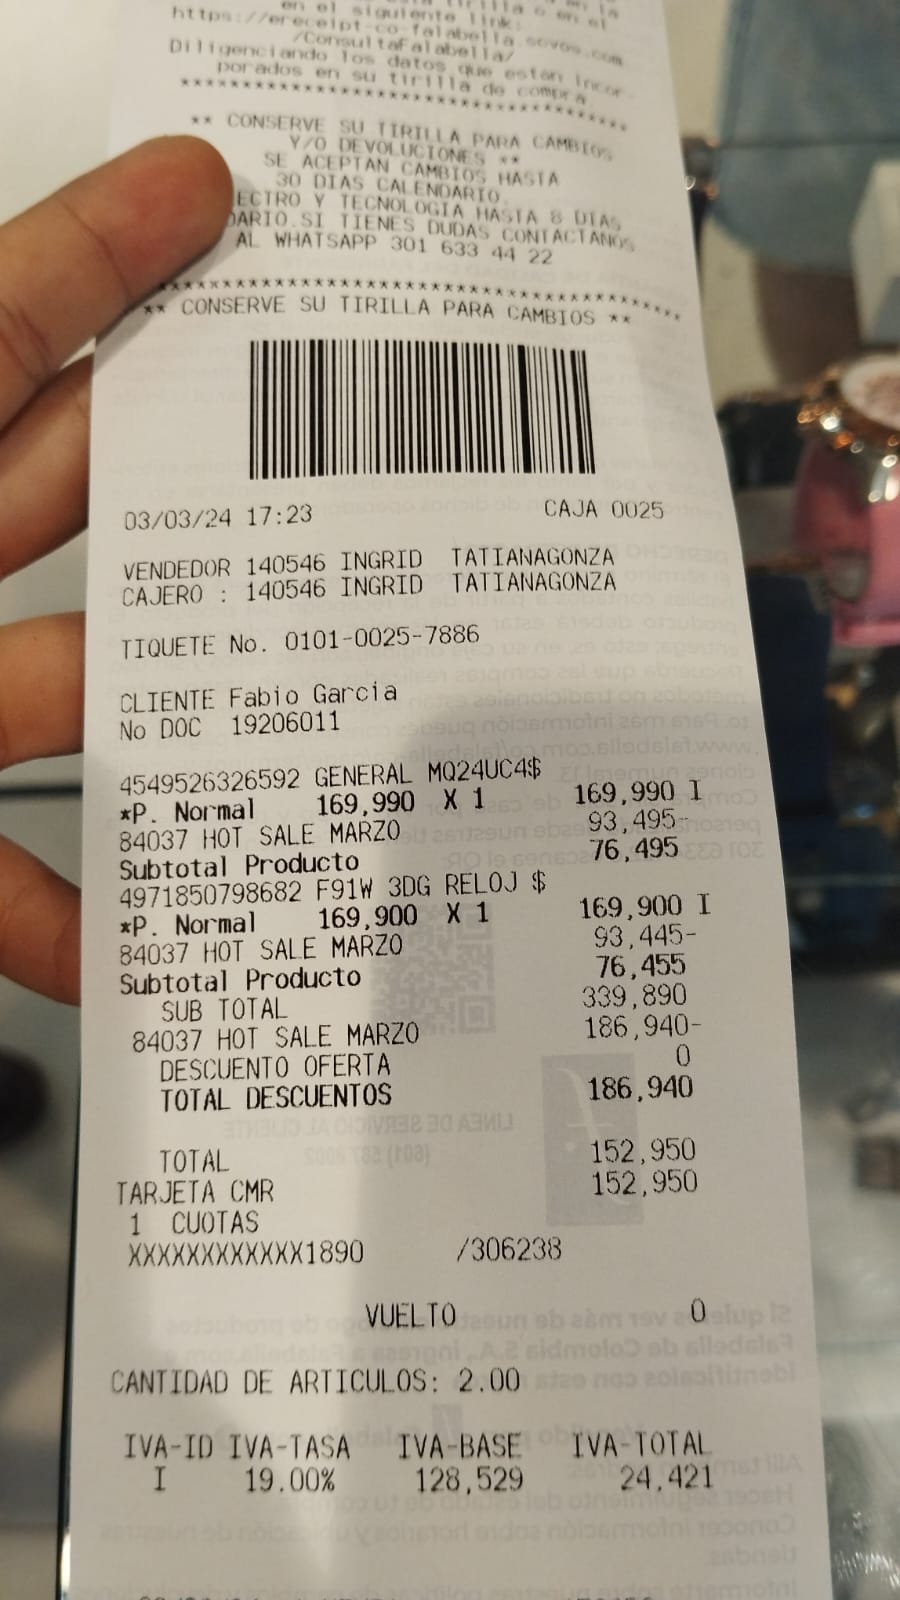 en el siguiente link:
https://ereceipt-co-falabella.sovos.com
/ConsultaFalabella/
Diligenciando los datos que estan incor-
porados en su tirilla de compra
****************************************
** CONSERVE SU TIRILLA PARA CAMBIOS
Y/O DEVOLUCIONES **
SE ACEPTAN CAMBIOS HASTA
30 DIAS CALENDARIO.
ECTRO Y TECNOLOGIA HASTA 8 DIAS
DARIO.SI TIENES DUDAS CONTACTANOS
AL WHATSAPP 301 633 44 22
****************************************
** CONSERVE SU TIRILLA PARA CAMBIOS **
03/03/24 17:23 CAJA 0025
VENDEDOR 140546 INGRID TATIANAGONZA
CAJERO : 140546 INGRID TATIANAGONZA
TIQUETE No. 0101-0025-7886
CLIENTE Fabio Garcia
No DOC 19206011
4549526326592 GENERAL MQ24UC4$
*P. Normal 169,990 X 1 169,990 I
84037 HOT SALE MARZO 93,495-
Subtotal Producto 76,495
4971850798682 F91W 3DG RELOJ $
*P. Normal 169,900 X 1 169,900 I
84037 HOT SALE MARZO 93,445-
Subtotal Producto 76,455
SUB TOTAL 339,890
84037 HOT SALE MARZO 186,940-
DESCUENTO OFERTA 0
TOTAL DESCUENTOS 186,940
TOTAL 152,950
TARJETA CMR 152,950
1 CUOTAS
XXXXXXXXXXXX1890 /306238
VUELTO 0
CANTIDAD DE ARTICULOS: 2.00
IVA-ID IVA-TASA IVA-BASE IVA-TOTAL
I 19.00% 128,529 24,421